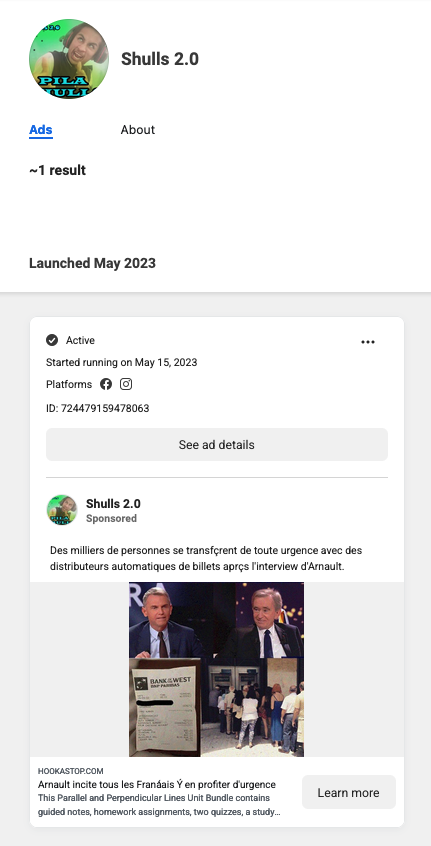 PILA
Shulls 2.0
Ads
About
~1 result
Launched May 2023
Active
Started running on May 15, 2023
Platforms
ID: 724479159478063
See ad details
Shulls 2.0
Sponsored
Des milliers de personnes se transfçrent de toute urgence avec des
distributeurs automatiques de billets aprçs l'interview d'Arnault.
BANK OF THE WEST
BNP PARIBAS
HOOKASTOP.COM
Arnault incite tous les Franáais Ý en profiter d'urgence
This Parallel and Perpendicular Lines Unit Bundle contains
guided notes, homework assignments, two quizzes, a study...
Learn more